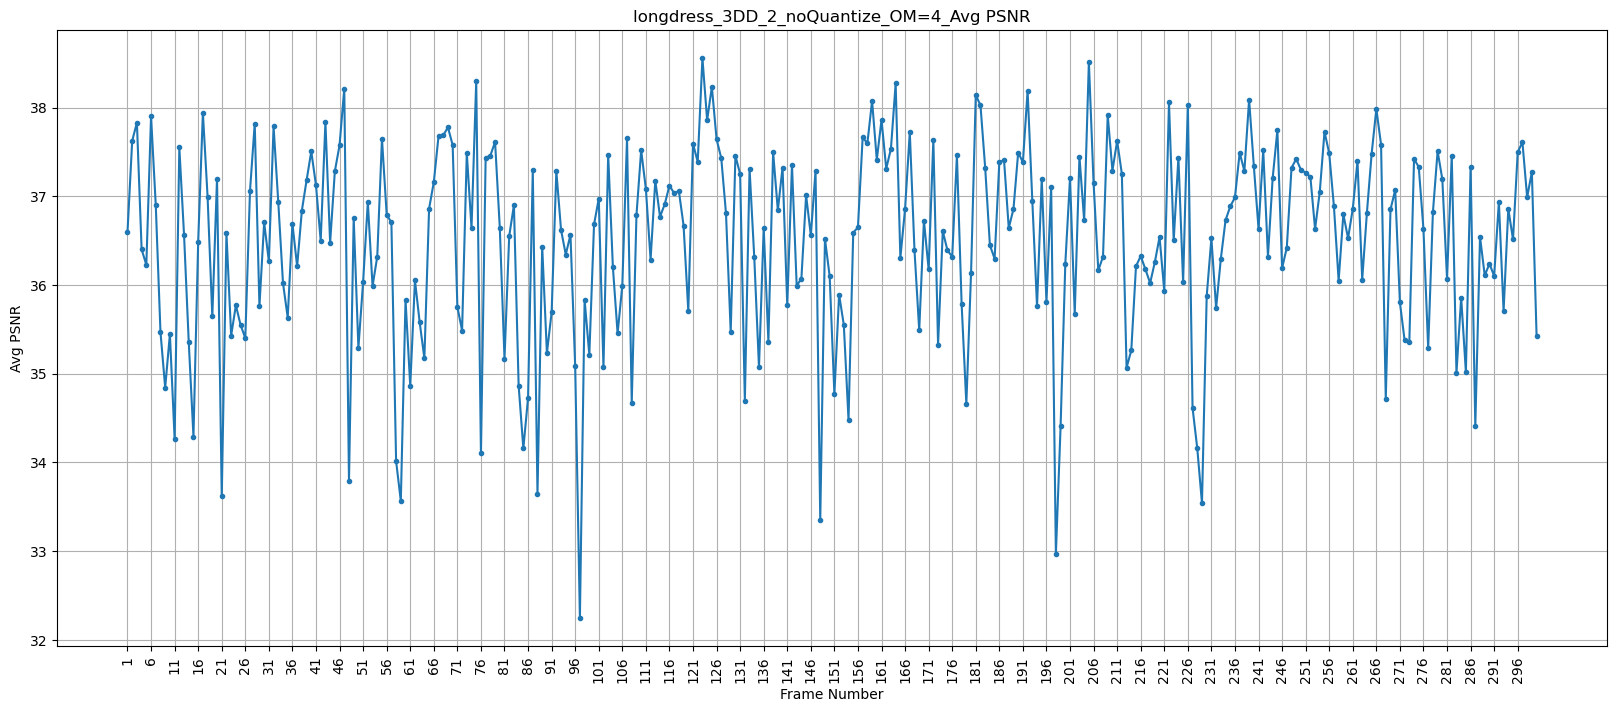 longdress_3DD_2_noQuantize_OM=4_Avg PSNR
38
37
36
35
34
33
32
Avg PSNR
1 6 11 16 21 26 31 36 41 46 51 56 61 66 71 76 81 86 91 96 101 106 111 116 121 126 131 136 141 146 151 156 161 166 171 176 181 186 191 196 201 206 211 216 221 226 231 236 241 246 251 256 261 266 271 276 281 286 291 296
Frame Number